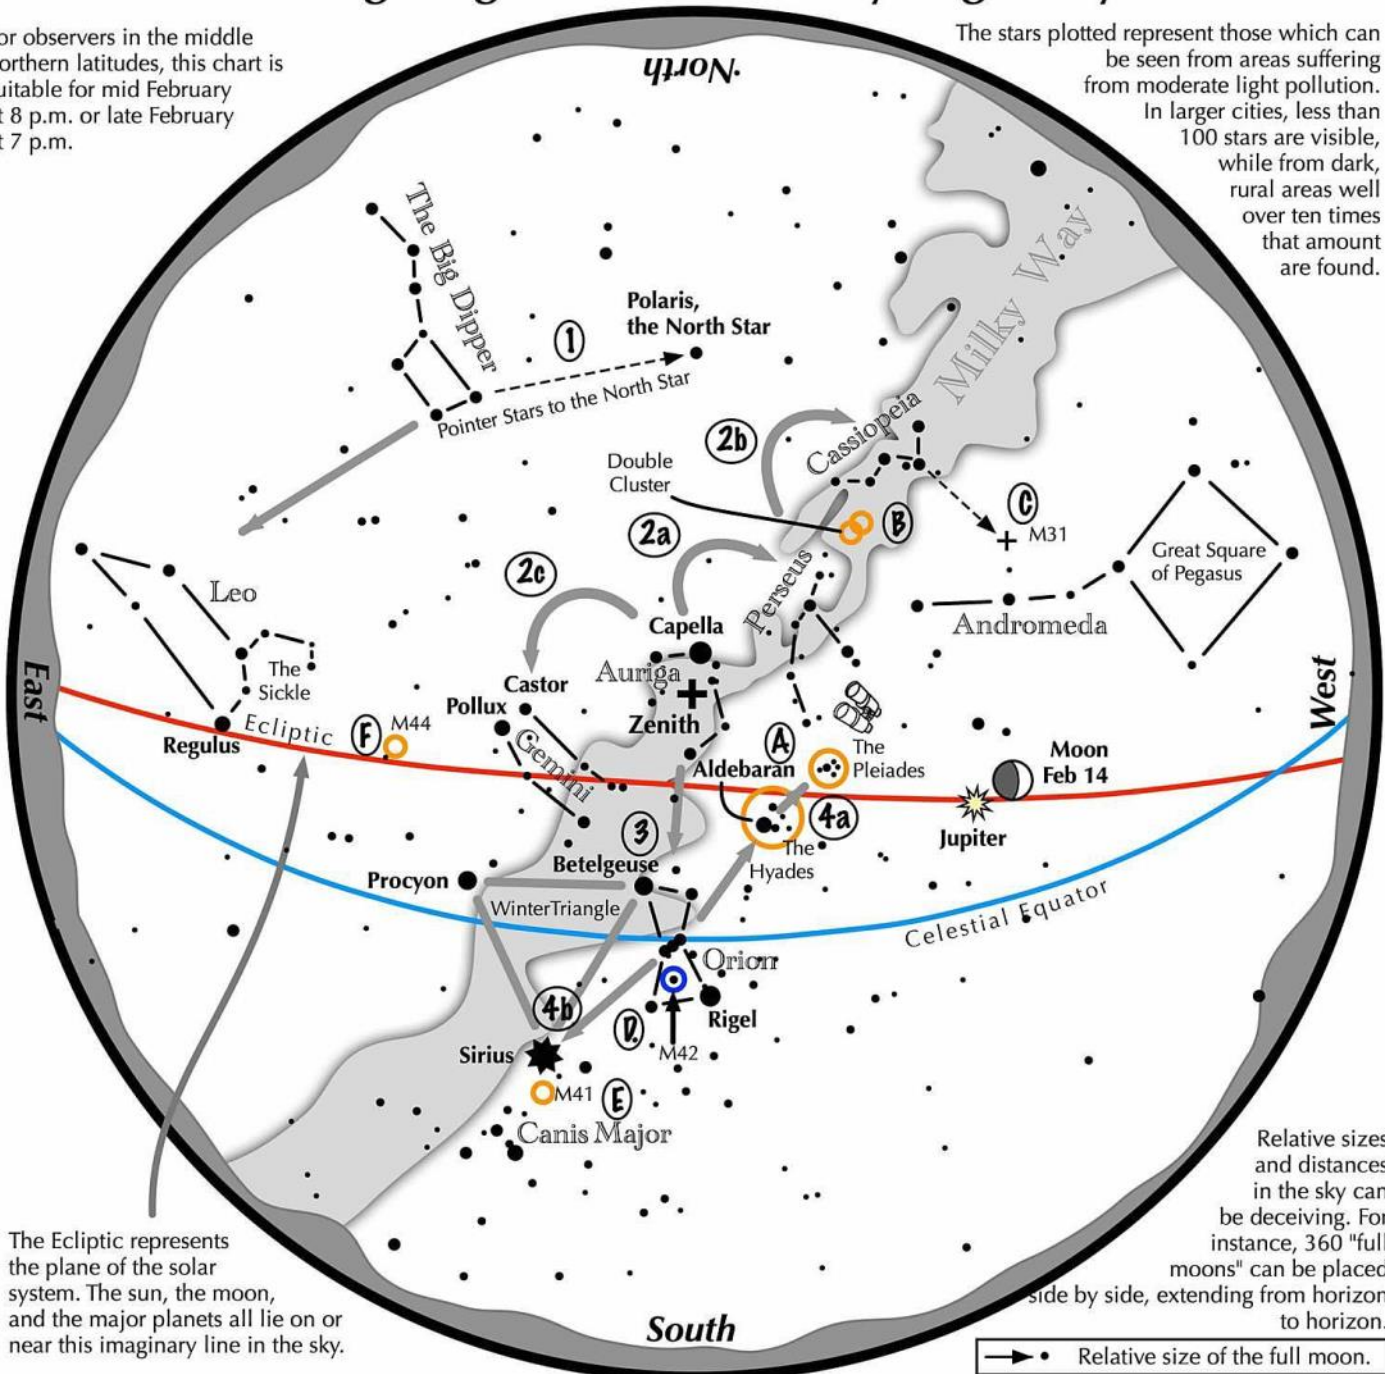 or observers in the middle
orthern latitudes, this chart is
uitable for mid February
t 8 p.m. or late February
t 7 p.m.
The stars plotted represent those which can
be seen from areas suffering
from moderate light pollution.
In larger cities, less than
100 stars are visible,
while from dark,
rural areas well
over ten times
that amount
are found.
North
The Big Dipper
Milky Way
Polaris,
the North Star
1
Pointer Stars to the North Star
2b
Cassiopeia
Double
Cluster
B
C
M31
2a
Great Square
of Pegasus
2c
Perseus
Leo
Andromeda
Capella
The
Sickle
Auriga
East
West
Castor
Pollux
Zenith
Regulus
Ecliptic
F
M44
Gemini
A
The
Pleiades
Moon
Feb 14
Aldebaran
4a
Jupiter
3
The
Hyades
Betelgeuse
Procyon
WinterTriangle
Celestial Equator
Orion
4b
D.
Rigel
Sirius
M42
M41
E
Canis Major
The Ecliptic represents
the plane of the solar
system. The sun, the moon,
and the major planets all lie on or
near this imaginary line in the sky.
Relative sizes
and distances
in the sky can
be deceiving. For
instance, 360 "full
moons" can be placed
side by side, extending from horizon
to horizon.
South
Relative size of the full moon.